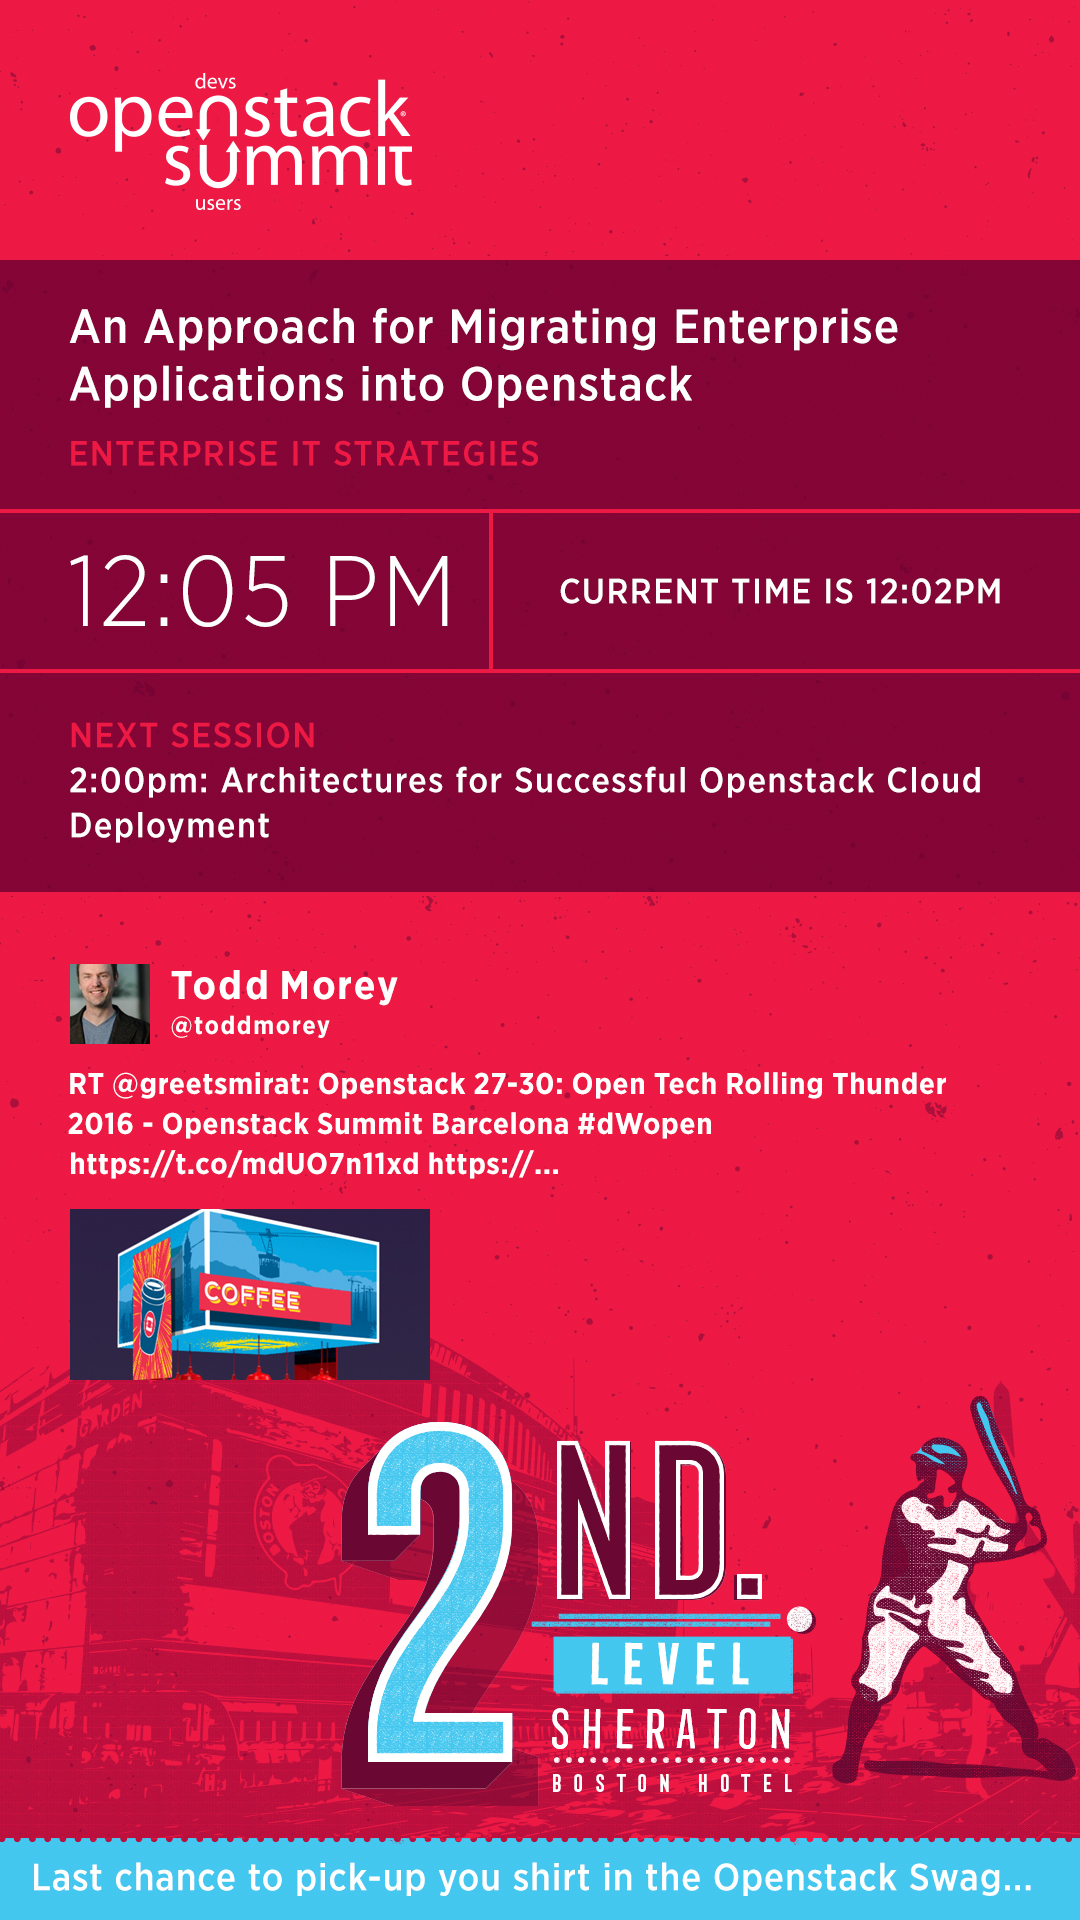 devs
openstack
summit
users
An Approach for Migrating Enterprise
Applications into Openstack
ENTERPRISE IT STRATEGIES
12:05 PM
CURRENT TIME IS 12:02PM
NEXT SESSION
2:00pm: Architectures for Successful Openstack Cloud
Deployment
Todd Morey
@toddmorey
RT @greetsmirat: Openstack 27-30: Open Tech Rolling Thunder
2016 - Openstack Summit Barcelona #dWopen
https://t.co/mdUO7n11xd https://...
COFFEE
GARDEN
BOSTON
2ND.
LEVEL
SHERATON
BOSTON HOTEL
Last chance to pick-up you shirt in the Openstack Swag...